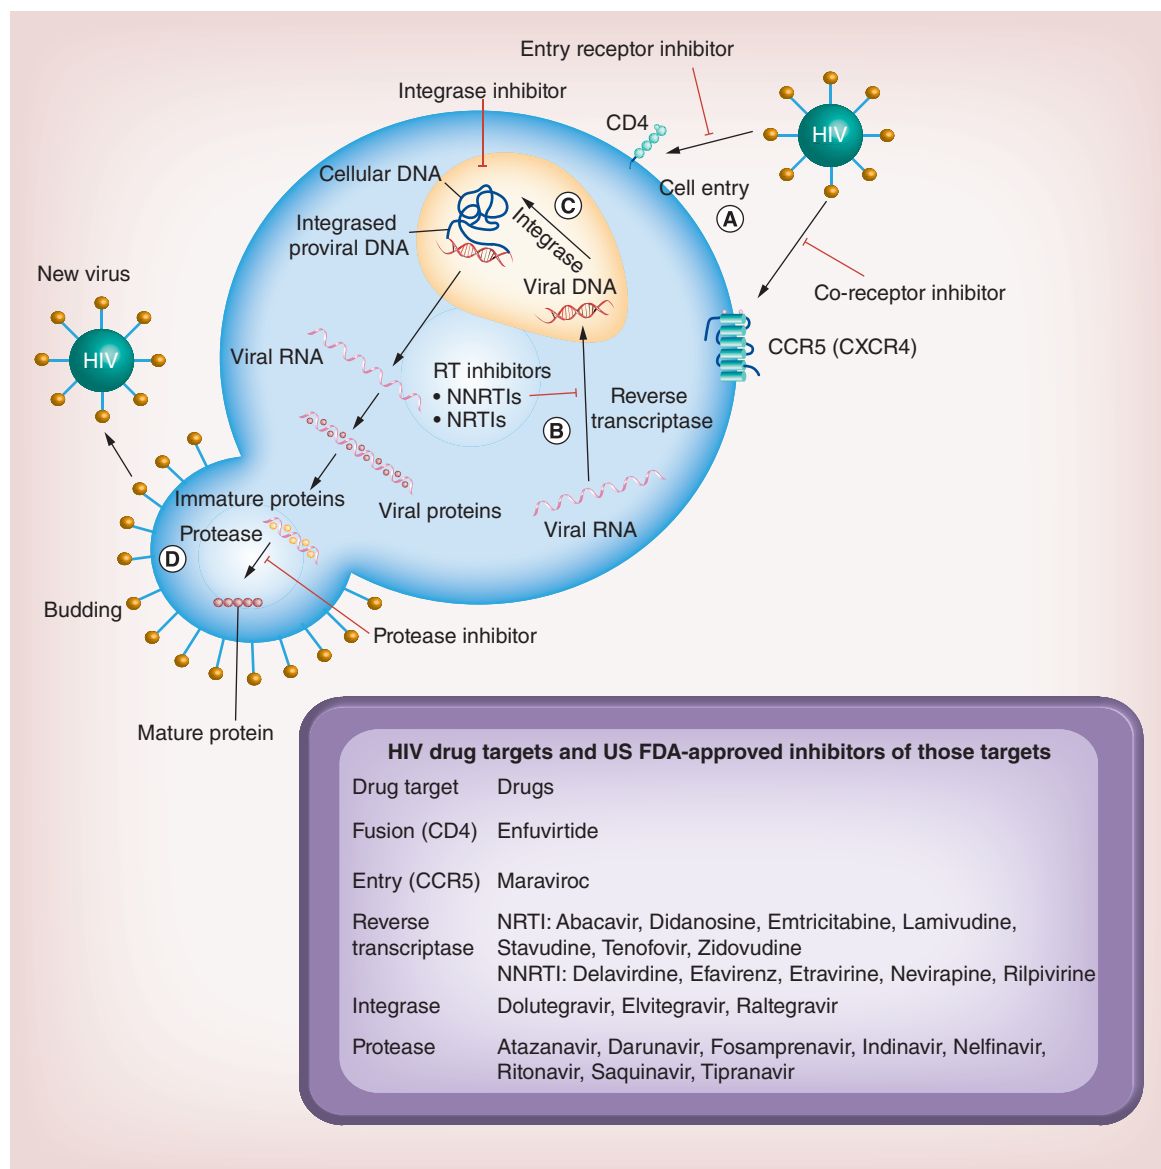 Entry receptor inhibitor
Integrase inhibitor
CD4
HIV
Cellular DNA
Cell entry
A
C
Integrase
Integrased
proviral DNA
Viral DNA
New virus
HIV
Co-receptor inhibitor
CCR5 (CXCR4)
Viral RNA
RT inhibitors
• NNRTIs
• NRTIs
B
Reverse
transcriptase
Immature proteins
Viral proteins
Viral RNA
Protease
D
Budding
Protease inhibitor
Mature protein
HIV drug targets and US FDA-approved inhibitors of those targets
Drug target Drugs
Fusion (CD4) Enfuvirtide
Entry (CCR5) Maraviroc
Reverse NRTI: Abacavir, Didanosine, Emtricitabine, Lamivudine,
transcriptase Stavudine, Tenofovir, Zidovudine
NNRTI: Delavirdine, Efavirenz, Etravirine, Nevirapine, Rilpivirine
Integrase Dolutegravir, Elvitegravir, Raltegravir
Protease Atazanavir, Darunavir, Fosamprenavir, Indinavir, Nelfinavir,
Ritonavir, Saquinavir, Tipranavir